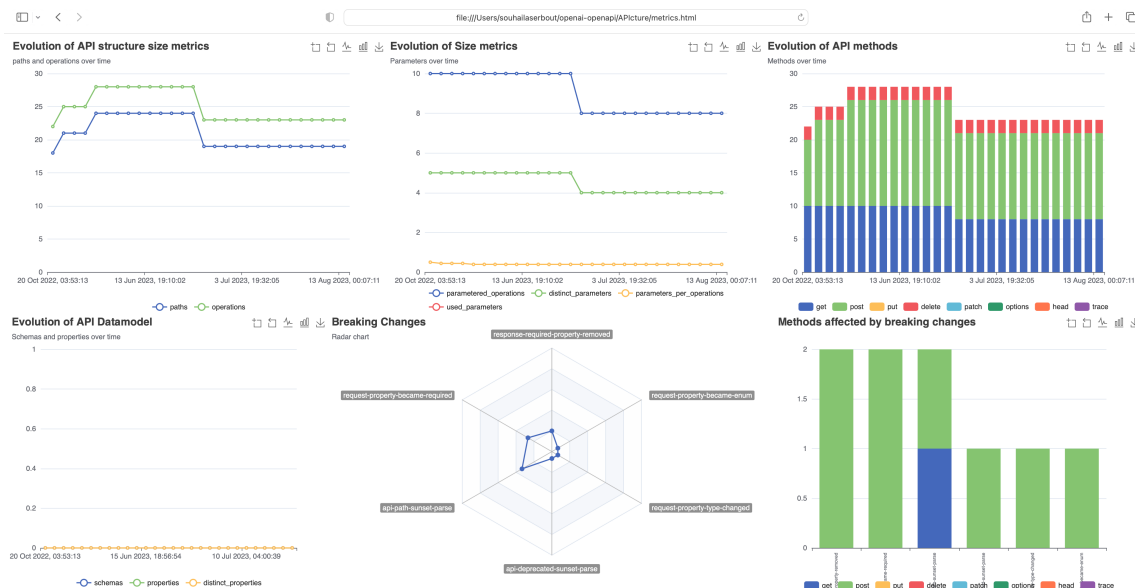 file:///Users/souhailaserbout/openai-openapi/APIcture/metrics.html
Evolution of API structure size metrics
paths and operations over time
30
25
20
15
10
5
0
20 Oct 2022, 03:53:13
13 Jun 2023, 19:10:02
3 Jul 2023, 19:32:05
13 Aug 2023, 00:07:11
paths
operations
Evolution of Size metrics
Parameters over time
10
8
6
4
2
0
20 Oct 2022, 03:53:13
13 Jun 2023, 19:10:02
3 Jul 2023, 19:32:05
13 Aug 2023, 00:07:11
parametered_operations
distinct_parameters
parameters_per_operations
used_parameters
Evolution of API methods
Methods over time
30
25
20
15
10
5
0
20 Oct 2022, 03:53:13
13 Jun 2023, 19:10:02
3 Jul 2023, 19:32:05
13 Aug 2023, 00:07:11
get
post
put
delete
patch
options
head
trace
Evolution of API Datamodel
Schemas and properties over time
1
0.8
0.6
0.4
0.2
0
20 Oct 2022, 03:53:13
15 Jun 2023, 18:56:54
10 Jul 2023, 04:00:39
schemas
properties
distinct_properties
Breaking Changes
Radar chart
response-required-property-removed
request-property-became-required
request-property-became-enum
api-path-sunset-parse
request-property-type-changed
api-deprecated-sunset-parse
Methods affected by breaking changes
2
1.5
1
0.5
0
get
post
put
delete
patch
options
head
trace